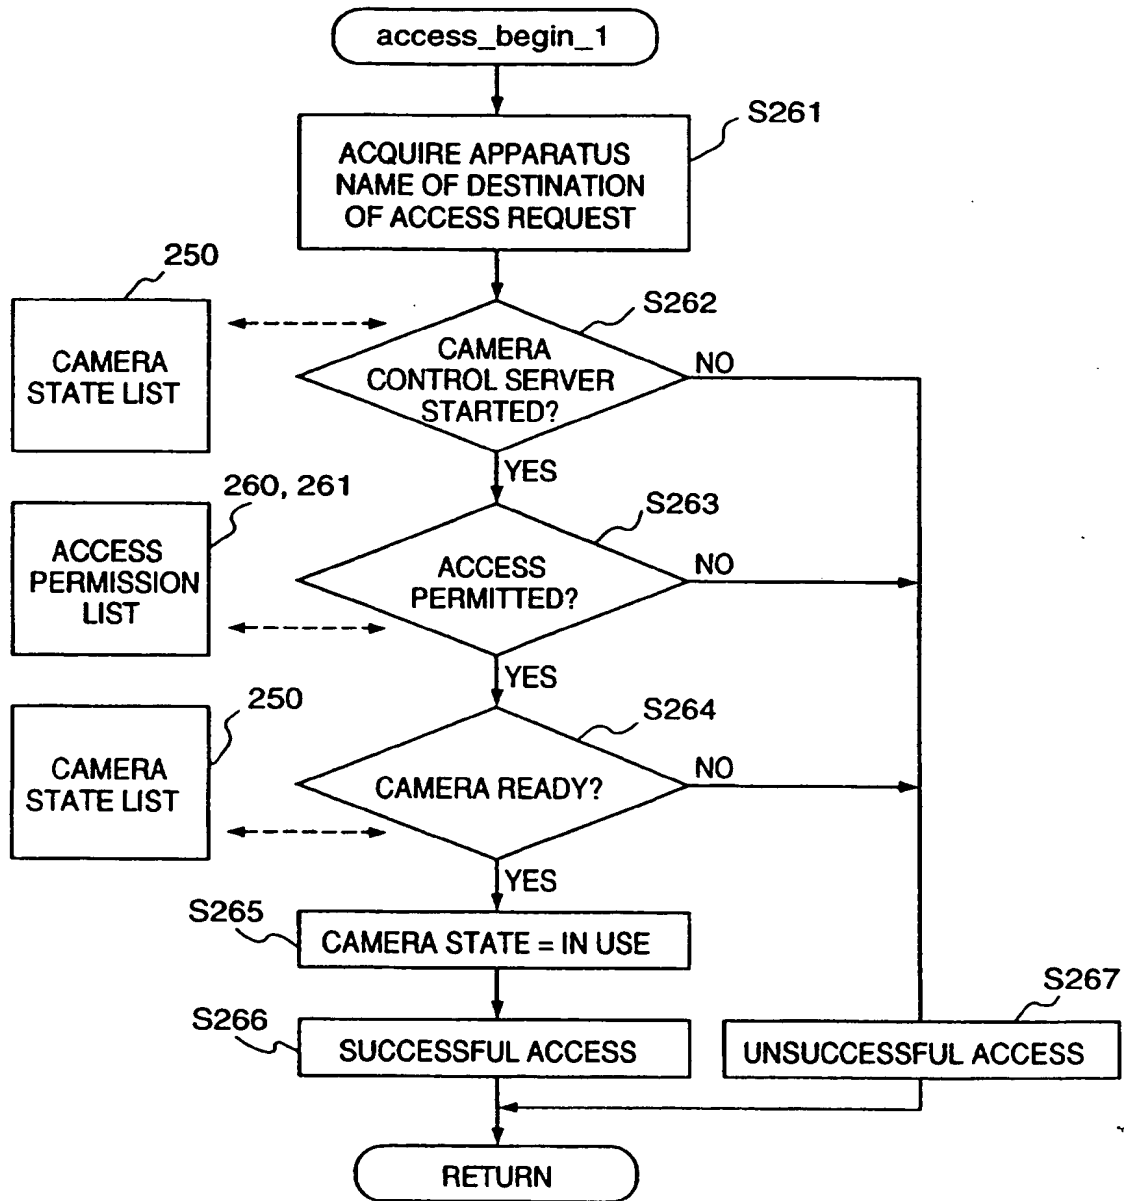 access_begin_1
S261
ACQUIRE APPARATUS
NAME OF DESTINATION
OF ACCESS REQUEST
250
CAMERA
STATE LIST
S262
CAMERA
CONTROL SERVER
STARTED?
NO
YES
260, 261
ACCESS
PERMISSION
LIST
S263
ACCESS
PERMITTED?
NO
YES
250
CAMERA
STATE LIST
S264
CAMERA READY?
NO
YES
S265
CAMERA STATE = IN USE
S266
SUCCESSFUL ACCESS
S267
UNSUCCESSFUL ACCESS
RETURN